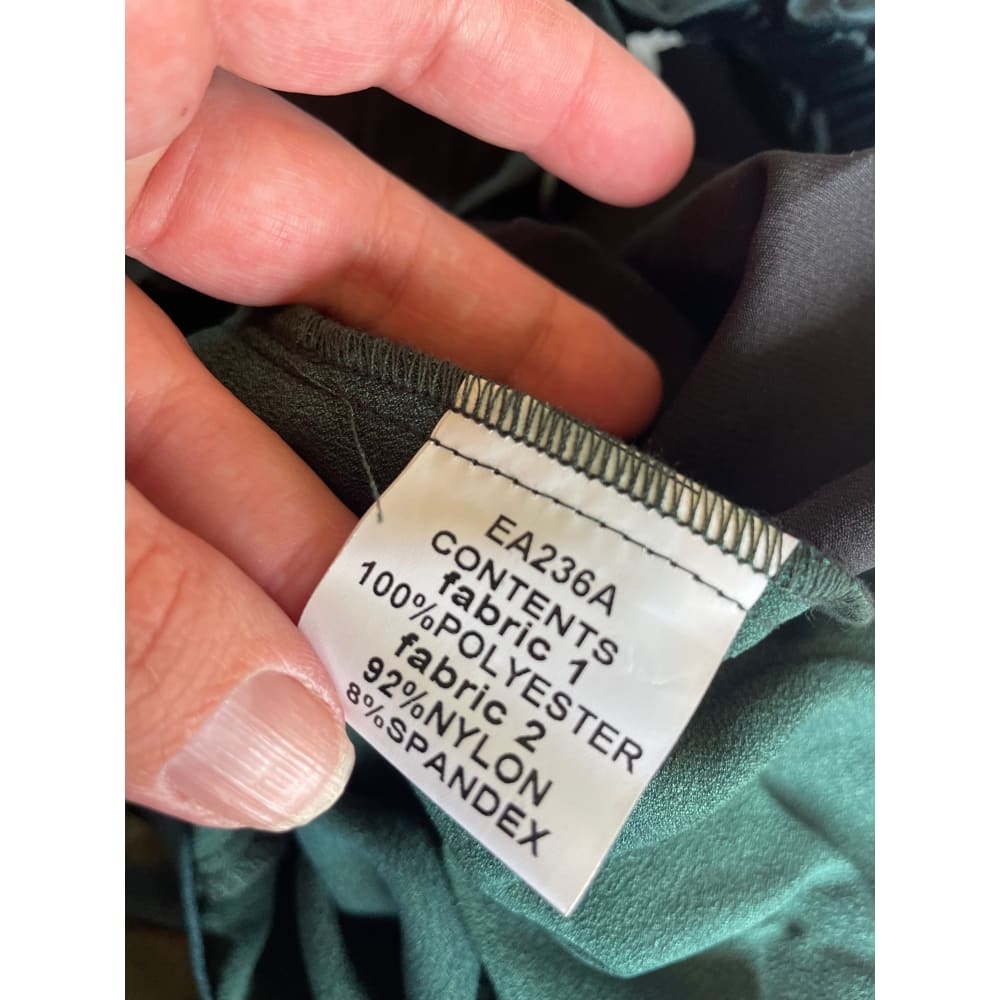 EA236A
CONTENTS
fabric 1
100%POLYESTER
fabric 2
92%NYLON
8%SPANDEX